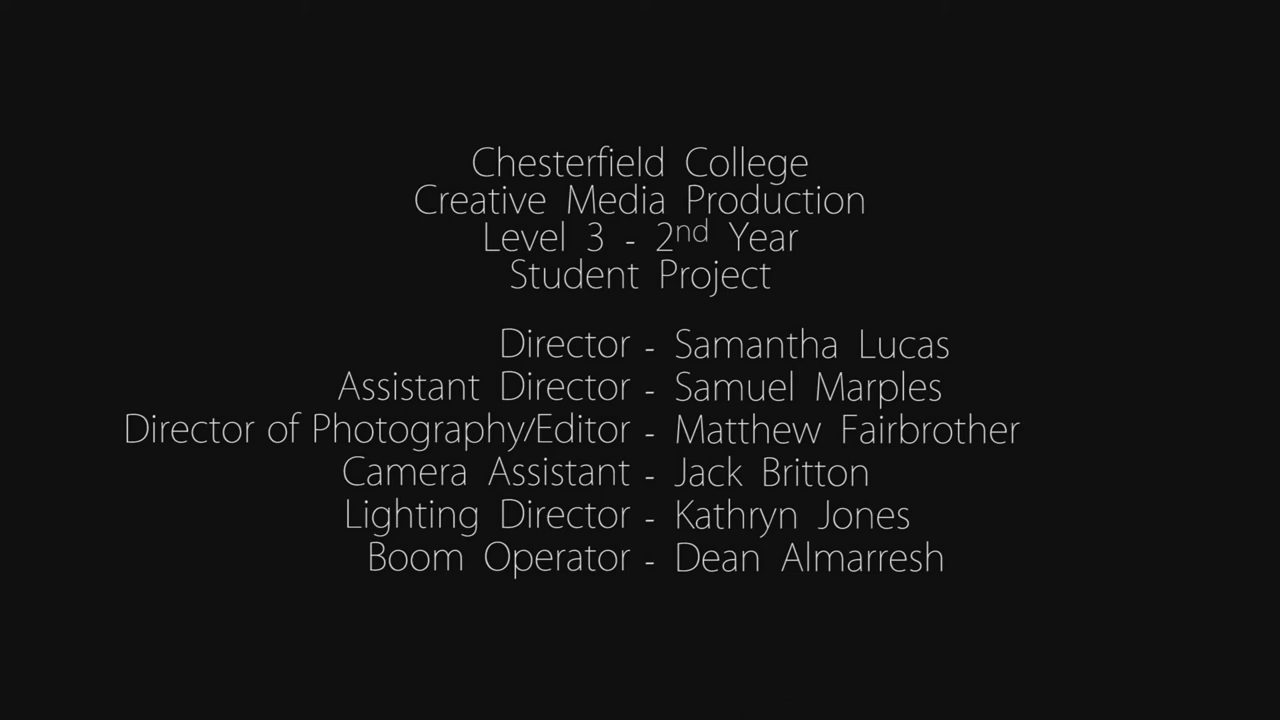 Chesterfield College
Creative Media Production
Level 3 - 2nd Year
Student Project
Director - Samantha Lucas
Assistant Director - Samuel Marples
Director of Photography/Editor - Matthew Fairbrother
Camera Assistant - Jack Britton
Lighting Director - Kathryn Jones
Boom Operator - Dean Almarresh